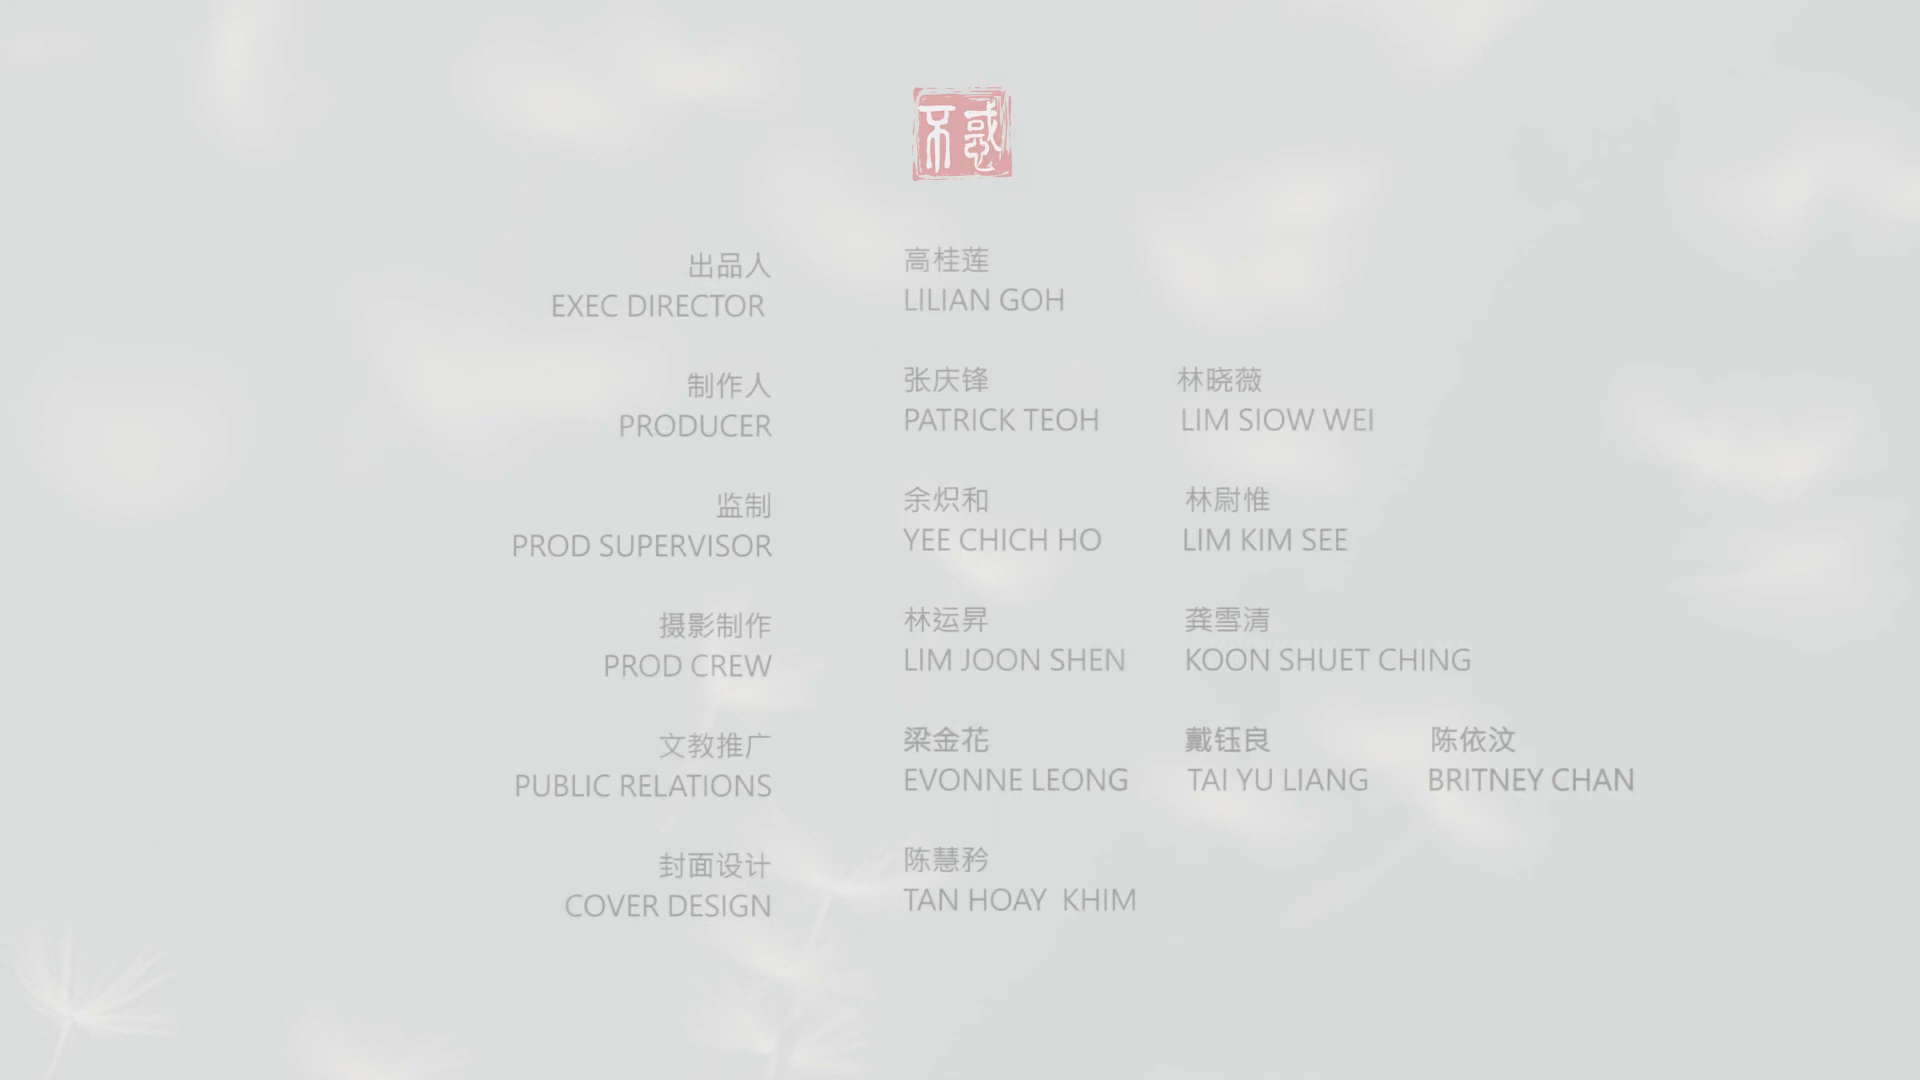 不惑
出品人 高桂莲
EXEC DIRECTOR LILIAN GOH
制作人 张庆锋 林晓薇
PRODUCER PATRICK TEOH LIM SIOW WEI
监制 余炽和 林尉惟
PROD SUPERVISOR YEE CHICH HO LIM KIM SEE
摄影制作 林运昇 龚雪清
PROD CREW LIM JOON SHEN KOON SHUET CHING
文教推广 梁金花 戴钰良 陈依汶
PUBLIC RELATIONS EVONNE LEONG TAI YU LIANG BRITNEY CHAN
封面设计 陈慧矜
COVER DESIGN TAN HOAY KHIM